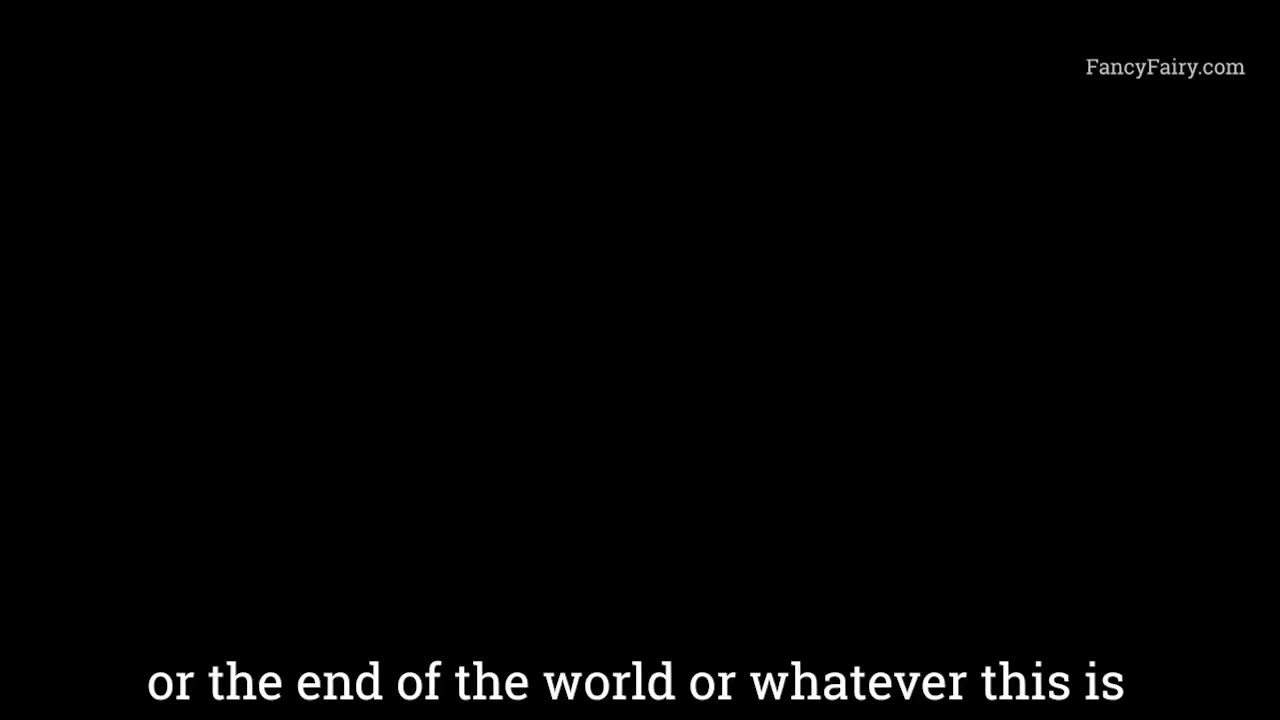 FancyFairy.com
or the end of the world or whatever this is